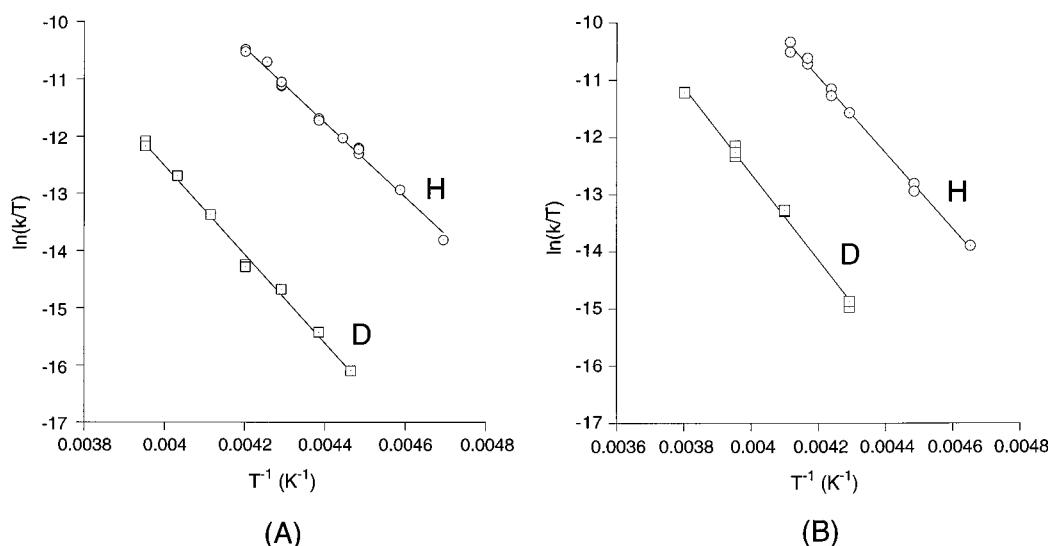 -10
-11
-12
-13
-14
-15
-16
-17
ln(k/T)
H
D
0.0038 0.004 0.0042 0.0044 0.0046 0.0048
T⁻¹ (K⁻¹)
(A)
-10
-11
-12
-13
-14
-15
-16
-17
ln(k/T)
H
D
0.0036 0.0038 0.004 0.0042 0.0044 0.0046 0.0048
T⁻¹ (K⁻¹)
(B)